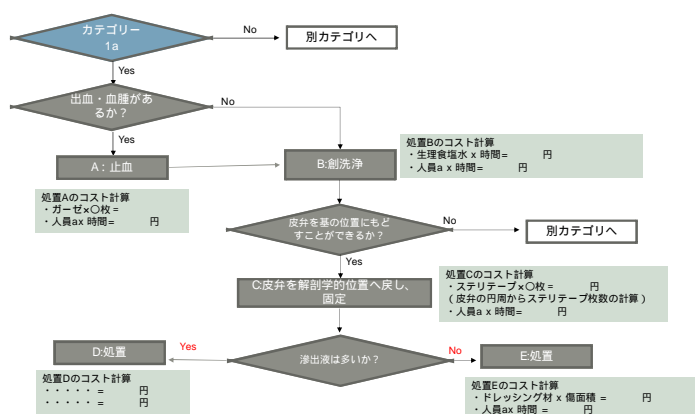 カテゴリー
1a
No
別カテゴリへ
Yes
出血・血腫があ
るか？
No
Yes
A：止血
B:創洗浄
処置Bのコスト計算
・生理食塩水 x 時間＝ 円
・人員a x 時間＝ 円
処置Aのコスト計算
・ガーゼ×〇枚 =
・人員ax 時間＝ 円
皮弁を基の位置にもど
すことができるか？
No
別カテゴリへ
Yes
C:皮弁を解剖学的位置へ戻し、
固定
処置Cのコスト計算
・ステリテープ×〇枚 = 円
(皮弁の円周からステリテープ枚数の計算)
・人員a x 時間＝ 円
D:処置
Yes
滲出液は多いか？
No
E:処置
処置Dのコスト計算
・・・・・ = 円
・・・・・ = 円
処置Eのコスト計算
・ドレッシング材 x 傷面積 = 円
・人員ax 時間 = 円